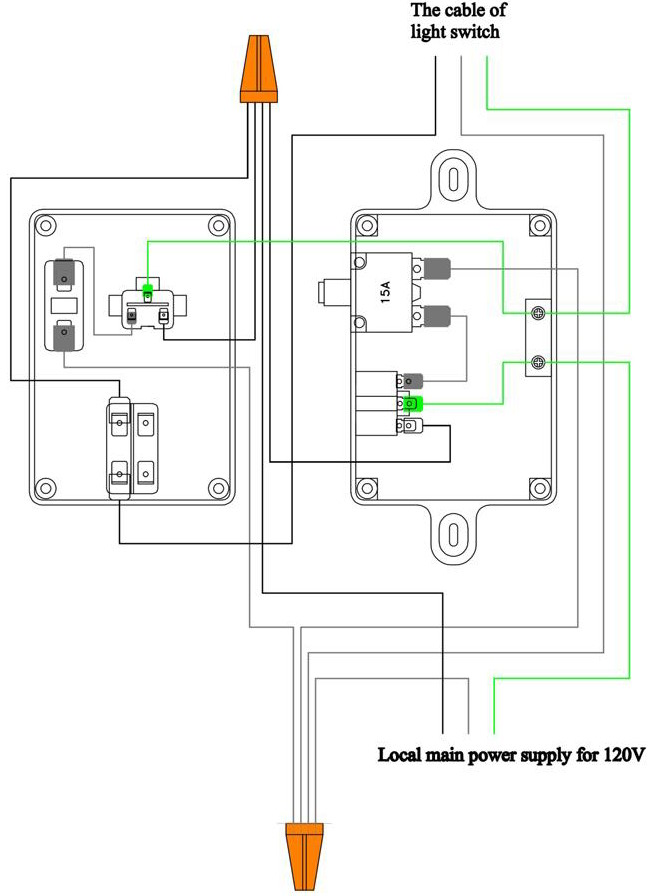 The cable of
light switch
15A
Local main power supply for 120V